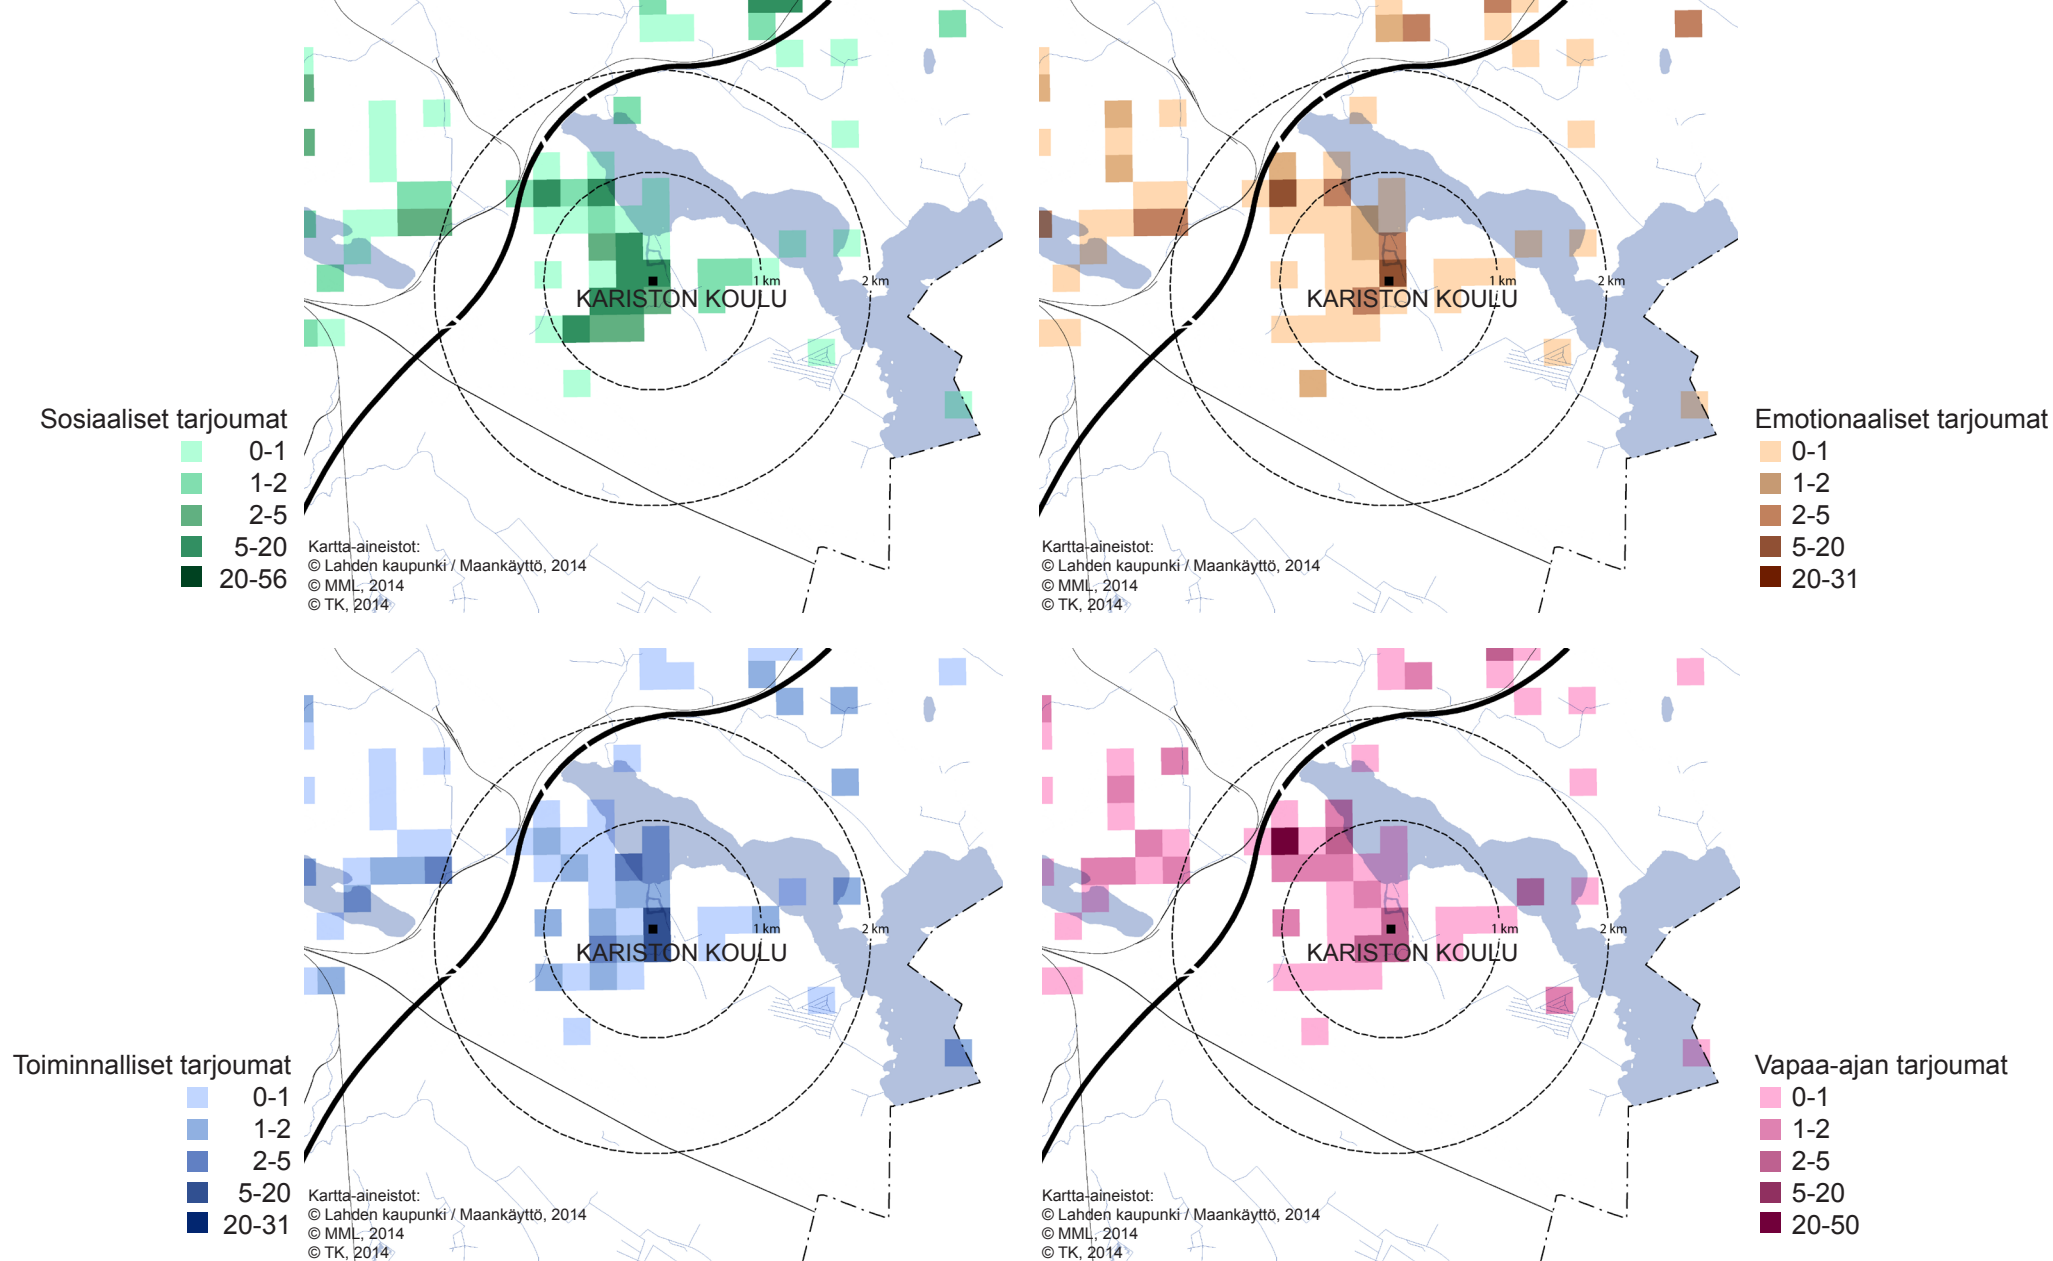 1 km
2 km
KARISTON KOULU
Sosiaaliset tarjoumat
0-1
1-2
2-5
5-20
20-56
Kartta-aineistot:
© Lahden kaupunki / Maankäyttö, 2014
© MML, 2014
© TK, 2014
1 km
2 km
KARISTON KOULU
Emotionaaliset tarjoumat
0-1
1-2
2-5
5-20
20-31
Kartta-aineistot:
© Lahden kaupunki / Maankäyttö, 2014
© MML, 2014
© TK, 2014
1 km
2 km
KARISTON KOULU
Toiminnalliset tarjoumat
0-1
1-2
2-5
5-20
20-31
Kartta-aineistot:
© Lahden kaupunki / Maankäyttö, 2014
© MML, 2014
© TK, 2014
1 km
2 km
KARISTON KOULU
Vapaa-ajan tarjoumat
0-1
1-2
2-5
5-20
20-50
Kartta-aineistot:
© Lahden kaupunki / Maankäyttö, 2014
© MML, 2014
© TK, 2014